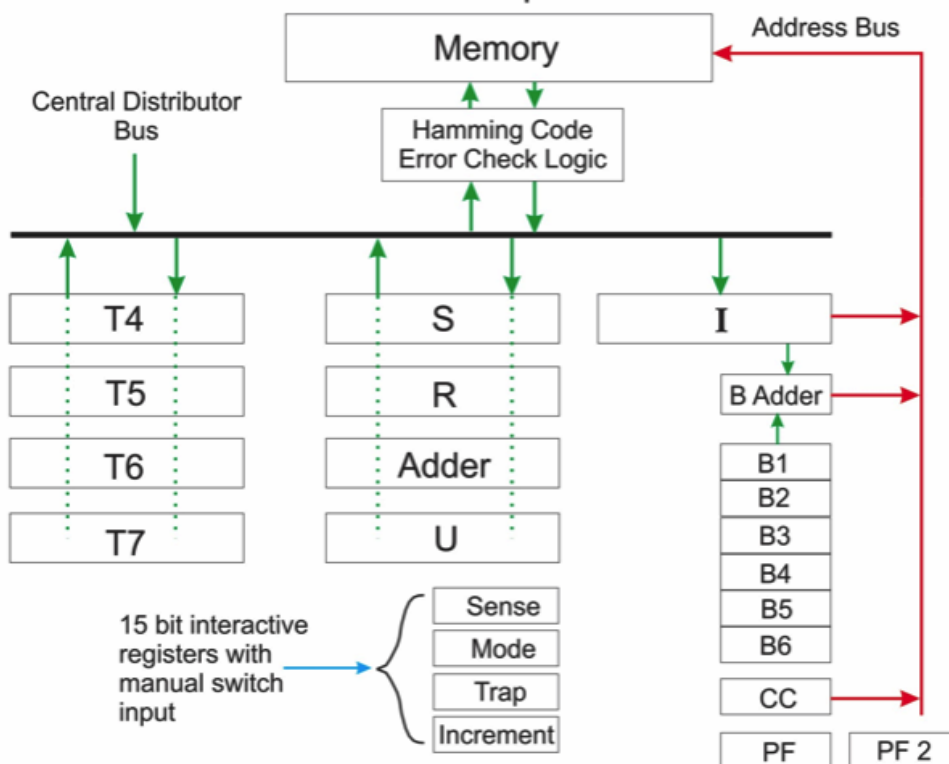 Address Bus
Memory
Central Distributor
Bus
Hamming Code
Error Check Logic
T4
S
I
T5
R
B Adder
T6
Adder
B1
B2
T7
U
B3
B4
B5
B6
15 bit interactive
registers with
manual switch
input
Sense
Mode
Trap
Increment
CC
PF
PF 2